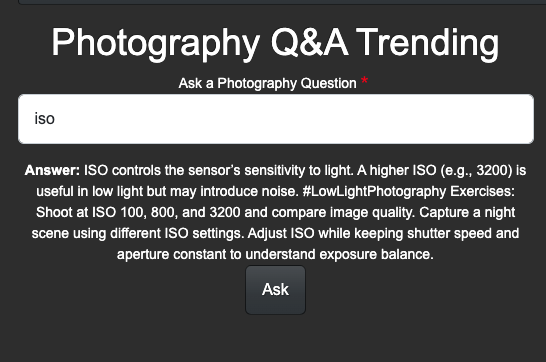 Photography Q&A Trending
Ask a Photography Question *
iso
Answer: ISO controls the sensor's sensitivity to light. A higher ISO (e.g., 3200) is
useful in low light but may introduce noise. #LowLightPhotography Exercises:
Shoot at ISO 100, 800, and 3200 and compare image quality. Capture a night
scene using different ISO settings. Adjust ISO while keeping shutter speed and
aperture constant to understand exposure balance.
Ask